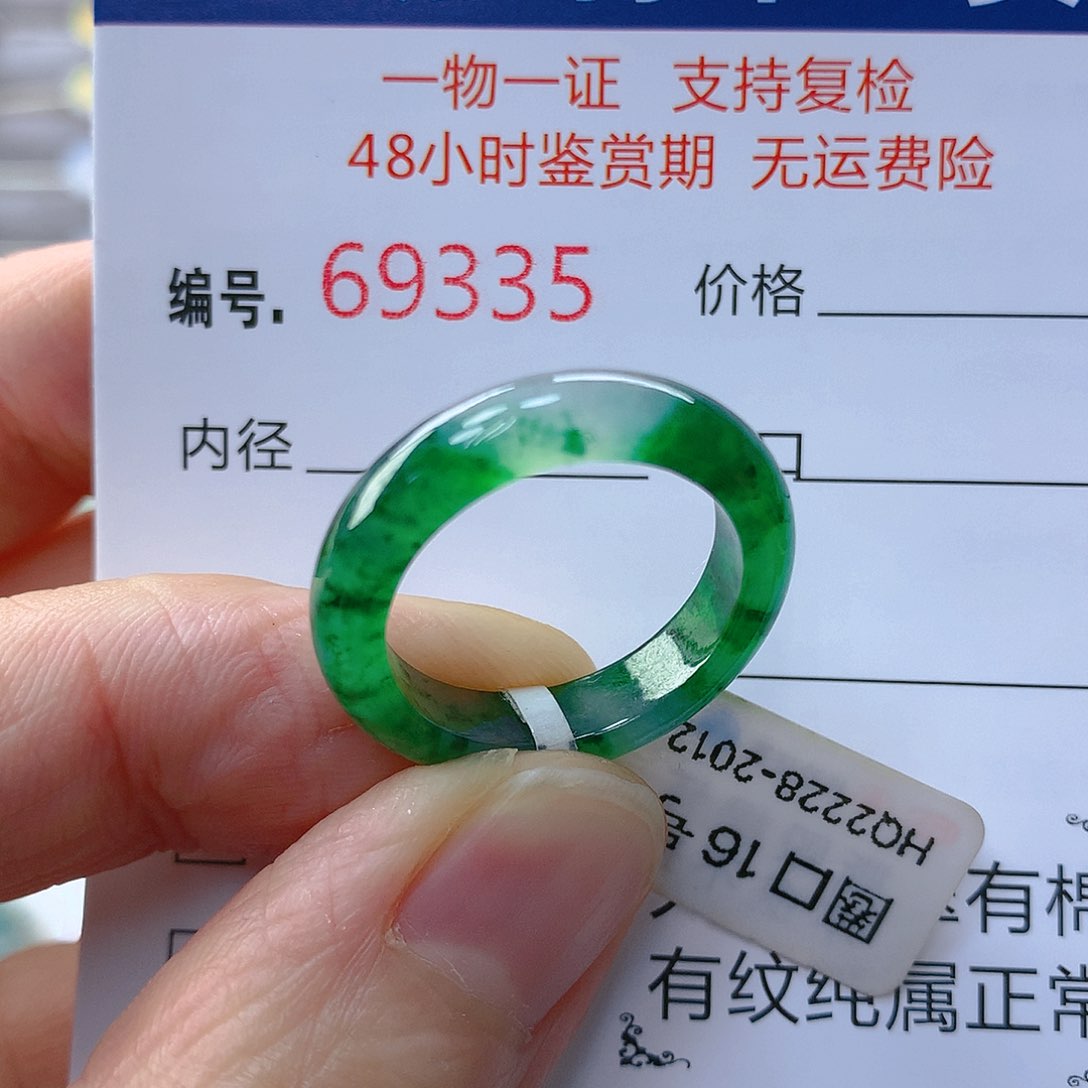 一物一证 支持复检
48小时鉴赏期 无运费险
编号. 69335 价格
内径
HQ2228-2012
圈口16号
有棉
有纹纯属正常